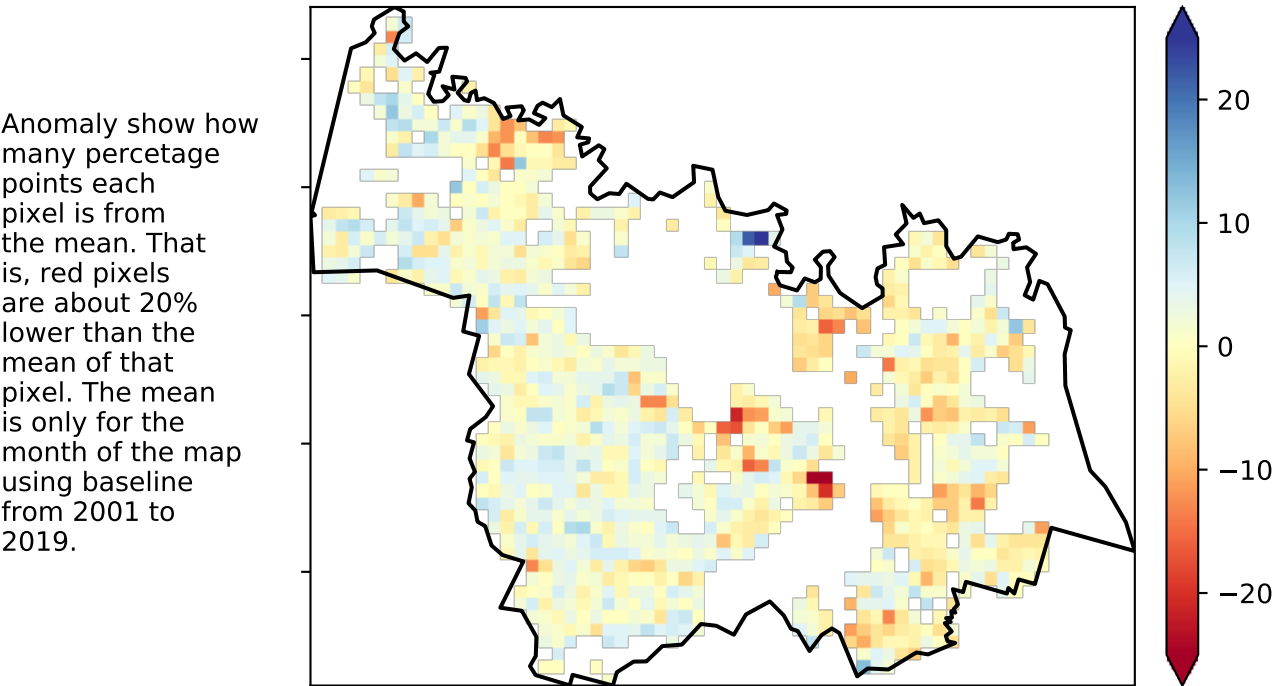 Anomaly show how
many percetage
points each
pixel is from
the mean. That
is, red pixels
are about 20%
lower than the
mean of that
pixel. The mean
is only for the
month of the map
using baseline
from 2001 to
2019.
20
10
0
−10
−20